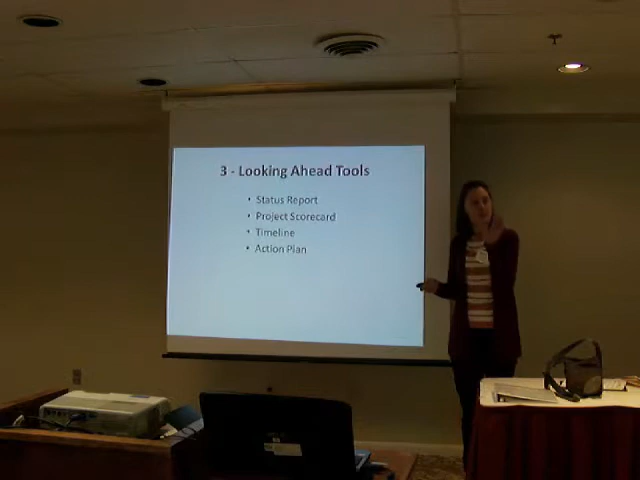 3 - Looking Ahead Tools
• Status Report
• Project Scorecard
• Timeline
• Action Plan